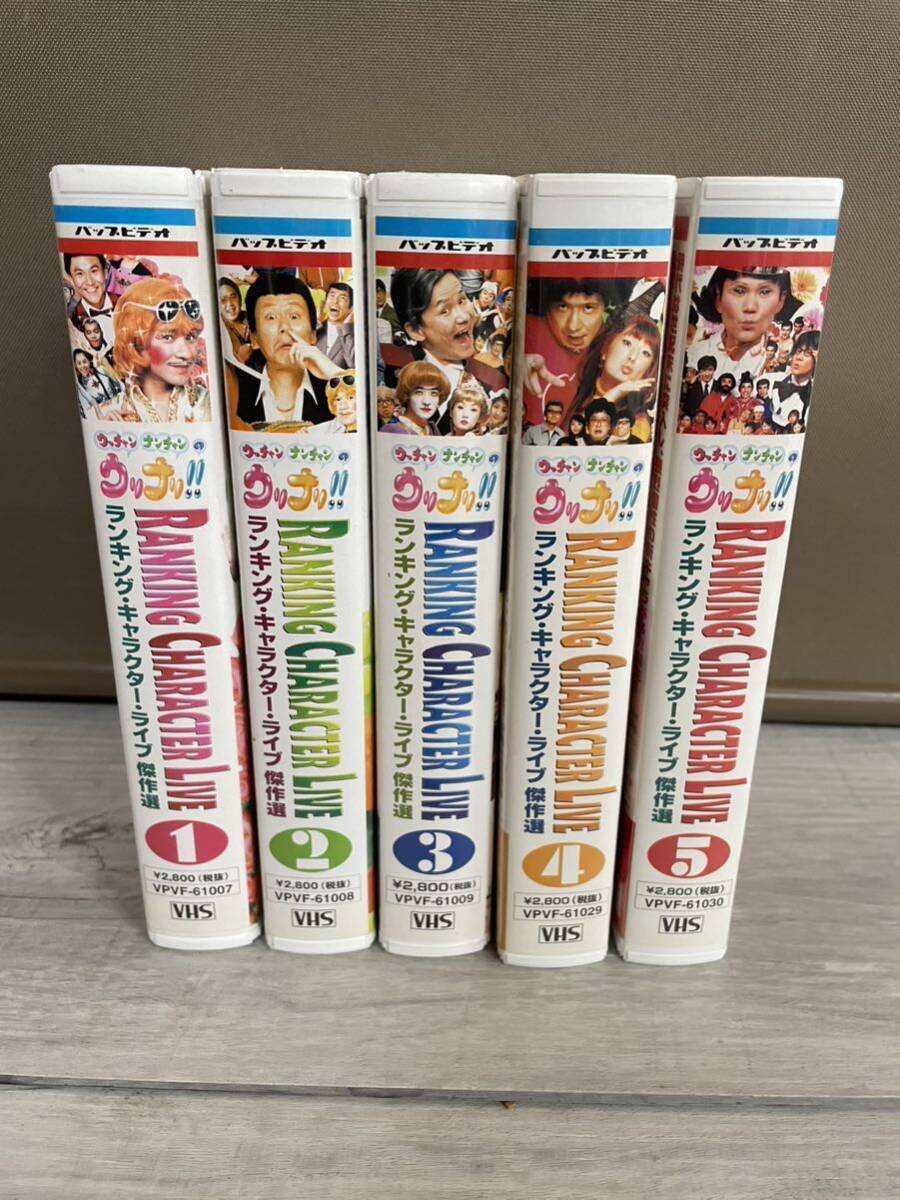 バップビデオ
ウッチャンナンチャンの
ウリナリ!!
RANKING CHARACTER LIVE
ランキング・キャラクター・ライブ 傑作選
1
¥2,800(税抜)
VPVF-61007
VHS
バップビデオ
ウッチャンナンチャンの
ウリナリ!!
RANKING CHARACTER LIVE
ランキング・キャラクター・ライブ 傑作選
2
¥2,800(税抜)
VPVF-61008
VHS
バップビデオ
ウッチャンナンチャンの
ウリナリ!!
RANKING CHARACTER LIVE
ランキング・キャラクター・ライブ 傑作選
3
¥2,800(税抜)
VPVF-61009
VHS
バップビデオ
ウッチャンナンチャンの
ウリナリ!!
RANKING CHARACTER LIVE
ランキング・キャラクター・ライブ 傑作選
4
¥2,800(税抜)
VPVF-61029
VHS
バップビデオ
ウッチャンナンチャンの
ウリナリ!!
RANKING CHARACTER LIVE
ランキング・キャラクター・ライブ 傑作選
5
¥2,800(税抜)
VPVF-61030
VHS